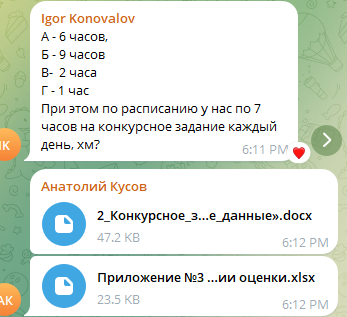 Igor Konovalov
А - 6 часов,
Б - 9 часов
В-  2 часа
Г - 1 час
При этом по расписанию у нас по 7
часов на конкурсное задание каждый
день, хм?
6:11 PM
Анатолий Кусов
2_Конкурсное_з...е_данные».docx
47.2 KB
6:12 PM
Приложение №3 ...ии оценки.xlsx
23.5 KB
6:12 PM
АК